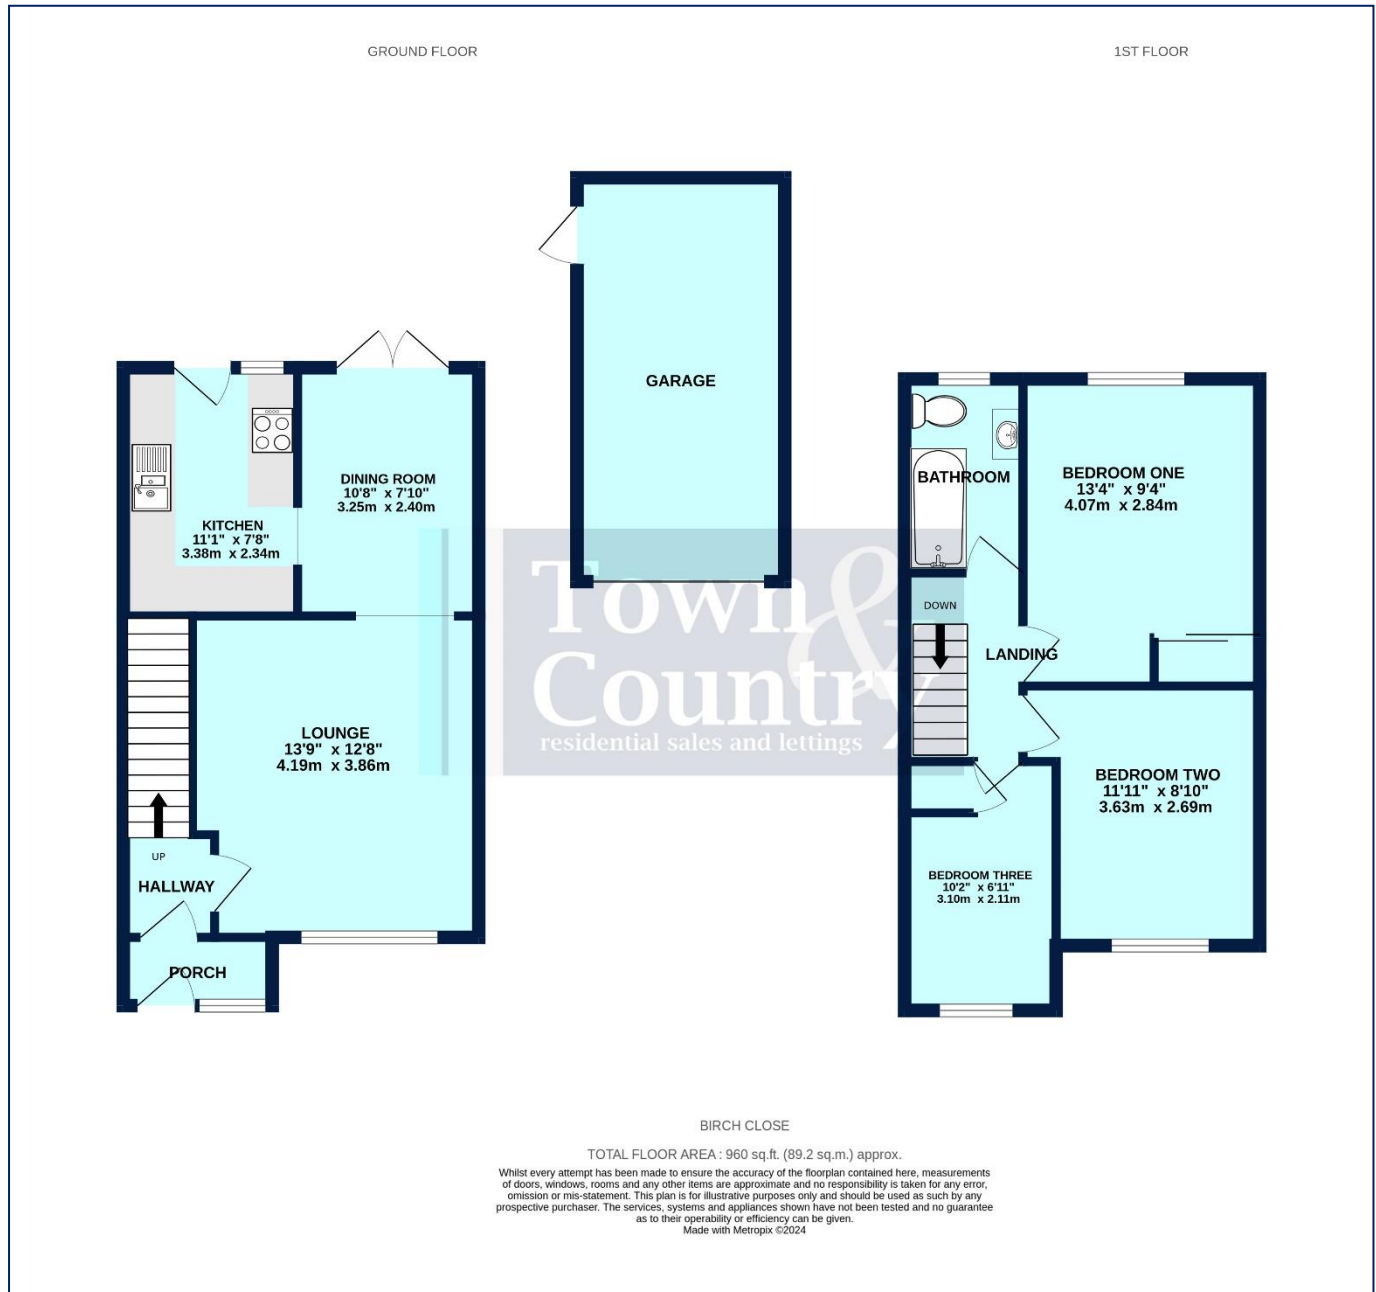 GROUND FLOOR
1ST FLOOR
GARAGE
DINING ROOM
10'8" x 7'10"
3.25m x 2.40m
KITCHEN
11'1" x 7'8"
3.38m x 2.34m
LOUNGE
13'9" x 12'8"
4.19m x 3.86m
UP
HALLWAY
PORCH
BATHROOM
BEDROOM ONE
13'4" x 9'4"
4.07m x 2.84m
DOWN
LANDING
BEDROOM TWO
11'11" x 8'10"
3.63m x 2.69m
BEDROOM THREE
10'2" x 6'11"
3.10m x 2.11m
Town &
Country
residential sales and lettings
BIRCH CLOSE
TOTAL FLOOR AREA : 960 sq.ft. (89.2 sq.m.) approx.
Whilst every attempt has been made to ensure the accuracy of the floorplan contained here, measurements
of doors, windows, rooms and any other items are approximate and no responsibility is taken for any error,
omission or mis-statement. This plan is for illustrative purposes only and should be used as such by any
prospective purchaser. The services, systems and appliances shown have not been tested and no guarantee
as to their operability or efficiency can be given.
Made with Metropix ©2024